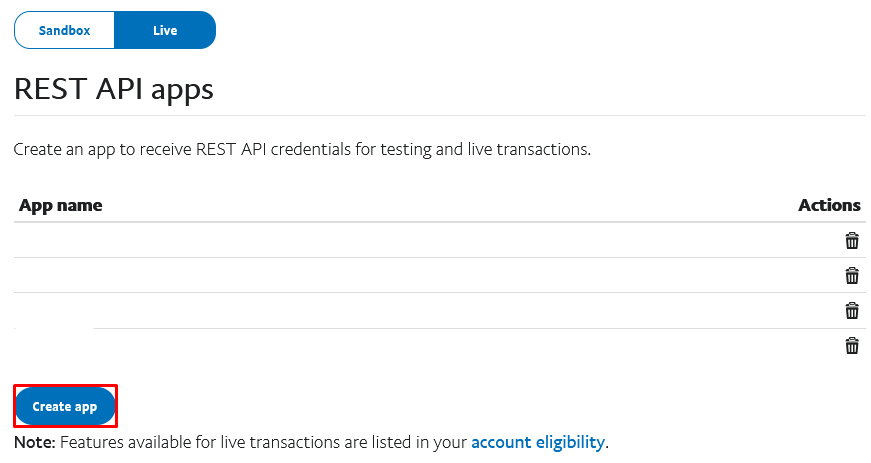 Sandbox Live
REST API apps
Create an app to receive REST API credentials for testing and live transactions.
App name Actions
Create app
Note: Features available for live transactions are listed in your account eligibility.